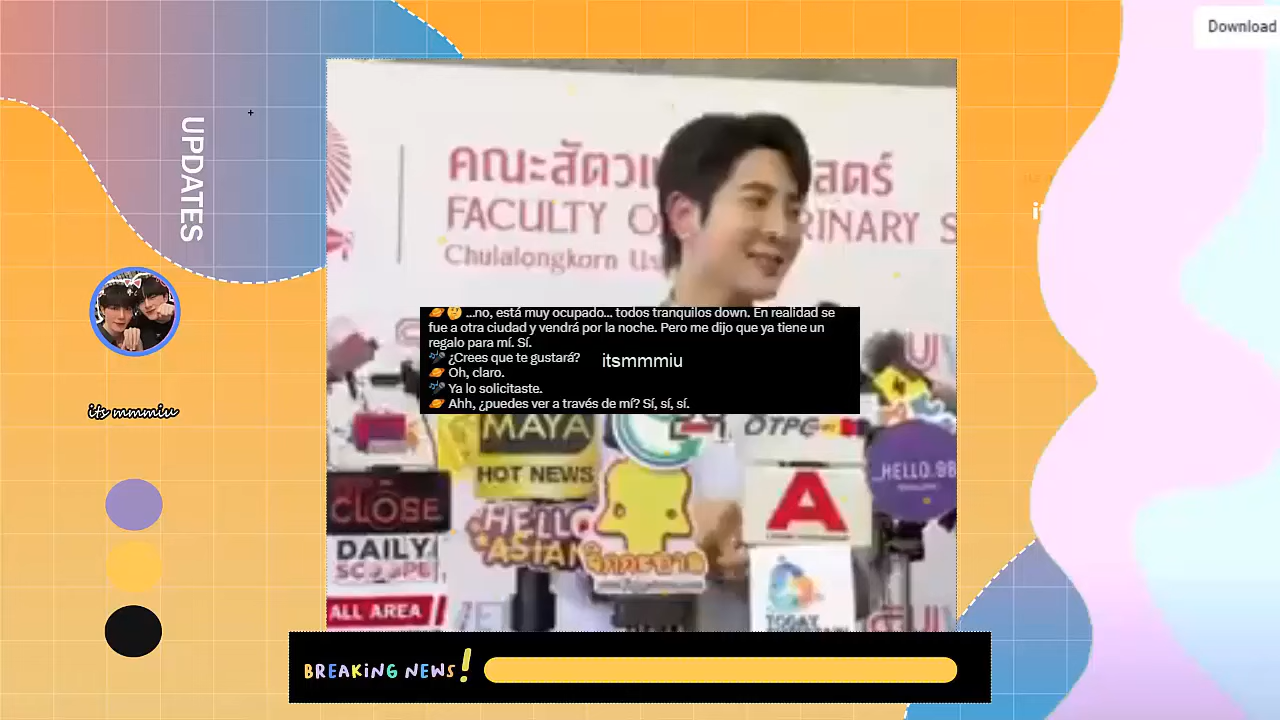 Download
UPDATES
คณะสัตว
สตร์
FACULTY O
RINARY S
Chulalongkorn
🪐 🤔 ...no, está muy ocupado... todos tranquilos down. En realidad se
fue a otra ciudad y vendrá por la noche. Pero me dijo que ya tiene un
regalo para mí. Sí.
🎤 ¿Crees que te gustará?
itsmmmiu
🪐 Oh, claro.
🎤 Ya lo solicitaste.
🪐 Ahh, ¿puedes ver a través de mí? Sí, sí, sí.
its mmmiu
MAYA
OTPC
HOT NEWS
HELLO.9B
CLOSE
A
HELLO
ASIAN
DAILY
SCOOPE
ALL AREA
TODAY
BREAKING NEWS!